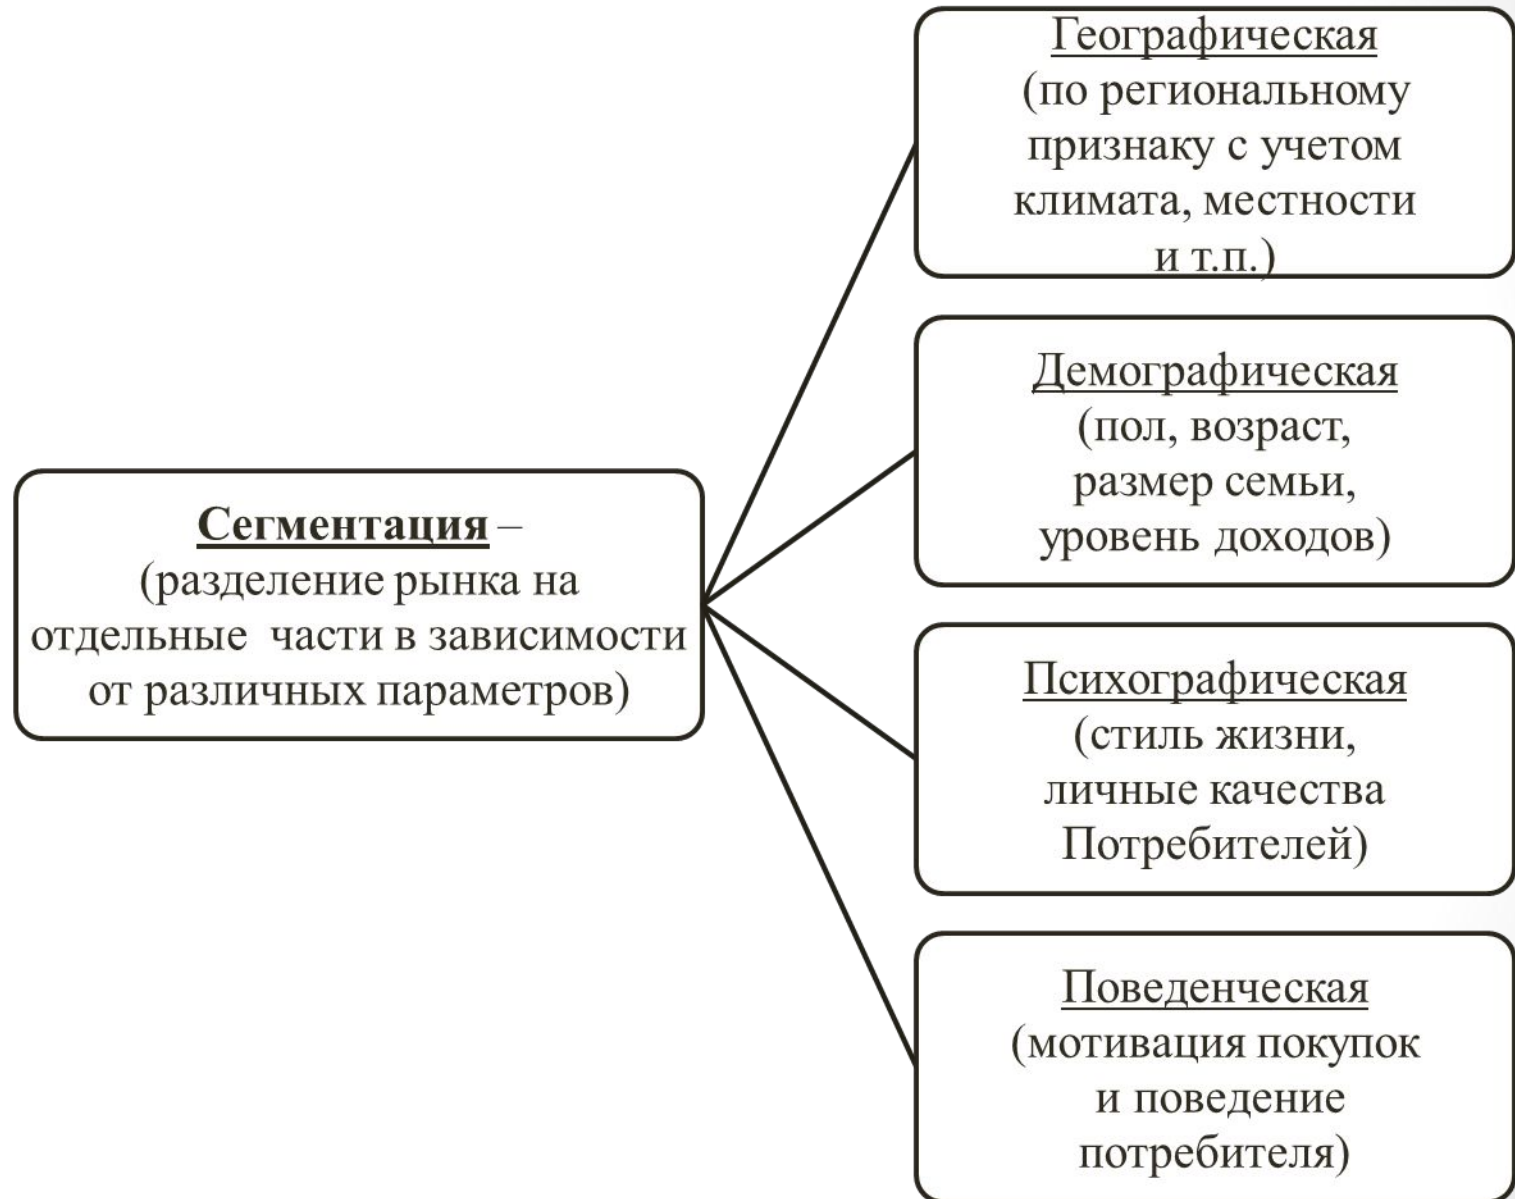 Географическая
(по региональному
признаку с учетом
климата, местности
и т.п.)
Демографическая
(пол, возраст,
размер семьи,
уровень доходов)
Сегментация –
(разделение рынка на
отдельные части в зависимости
от различных параметров)
Психографическая
(стиль жизни,
личные качества
Потребителей)
Поведенческая
(мотивация покупок
и поведение
потребителя)